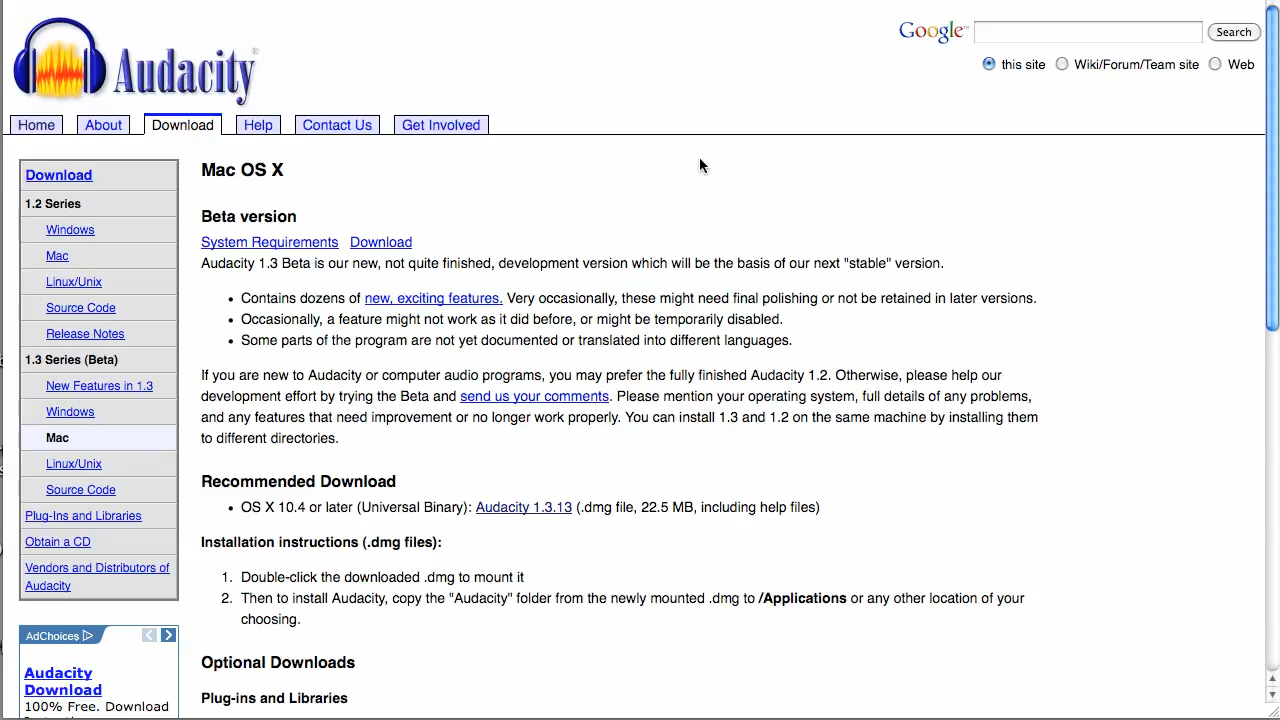 Audacity®
Google™ Search
this site Wiki/Forum/Team site Web
Home About Download Help Contact Us Get Involved
Download
1.2 Series
Windows
Mac
Linux/Unix
Source Code
Release Notes
1.3 Series (Beta)
New Features in 1.3
Windows
Mac
Linux/Unix
Source Code
Plug-Ins and Libraries
Obtain a CD
Vendors and Distributors of
Audacity
AdChoices
Audacity
Download
100% Free. Download
Mac OS X
Beta version
System Requirements Download
Audacity 1.3 Beta is our new, not quite finished, development version which will be the basis of our next "stable" version.
• Contains dozens of new, exciting features. Very occasionally, these might need final polishing or not be retained in later versions.
• Occasionally, a feature might not work as it did before, or might be temporarily disabled.
• Some parts of the program are not yet documented or translated into different languages.
If you are new to Audacity or computer audio programs, you may prefer the fully finished Audacity 1.2. Otherwise, please help our
development effort by trying the Beta and send us your comments. Please mention your operating system, full details of any problems,
and any features that need improvement or no longer work properly. You can install 1.3 and 1.2 on the same machine by installing them
to different directories.
Recommended Download
• OS X 10.4 or later (Universal Binary): Audacity 1.3.13 (.dmg file, 22.5 MB, including help files)
Installation instructions (.dmg files):
1. Double-click the downloaded .dmg to mount it
2. Then to install Audacity, copy the "Audacity" folder from the newly mounted .dmg to /Applications or any other location of your
choosing.
Optional Downloads
Plug-ins and Libraries